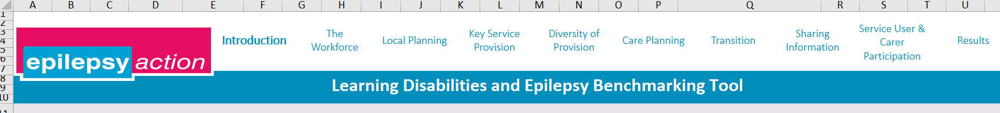 A B C D E F G H I J K L M N O P Q R S T U
1
2
3
4
5
6
7
8
9
10
11
epilepsy action
Introduction
The
Workforce
Local Planning
Key Service
Provision
Diversity of
Provision
Care Planning
Transition
Sharing
Information
Service User &
Carer
Participation
Results
Learning Disabilities and Epilepsy Benchmarking Tool